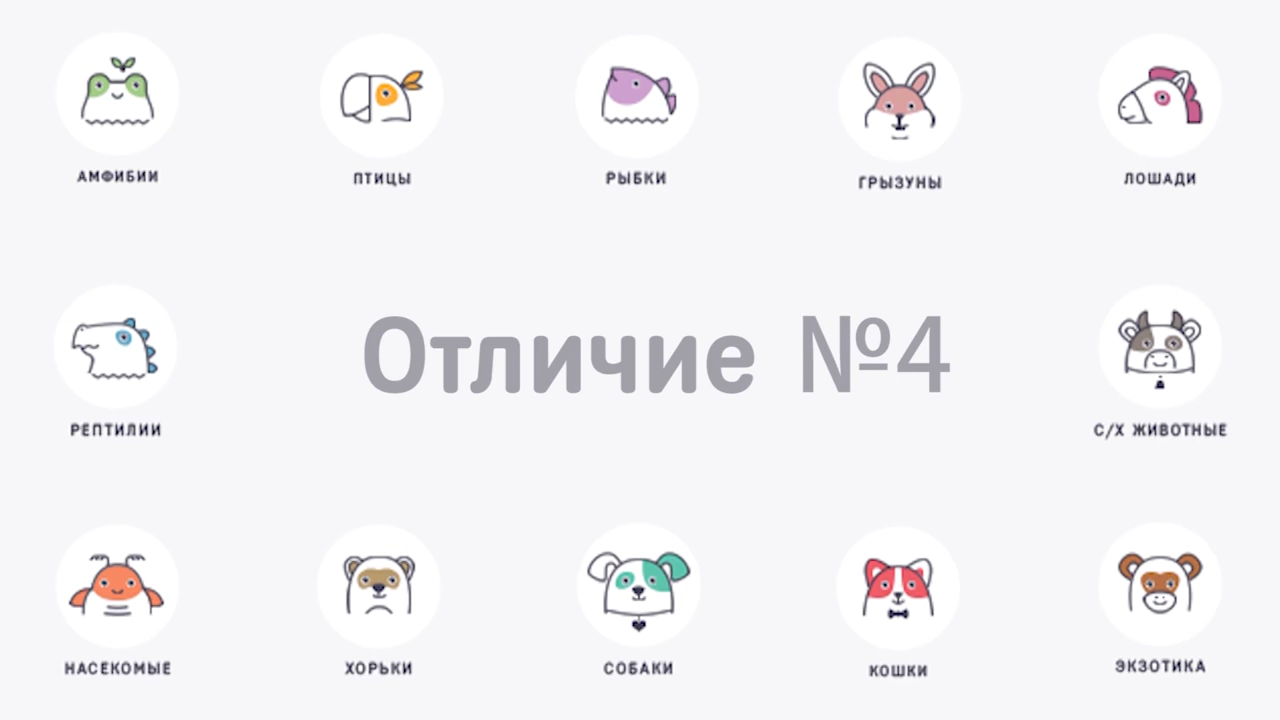 АМФИБИИ
ПТИЦЫ
РЫБКИ
ГРЫЗУНЫ
ЛОШАДИ
РЕПТИЛИИ
Отличие №4
С/Х ЖИВОТНЫЕ
НАСЕКОМЫЕ
ХОРЬКИ
СОБАКИ
КОШКИ
ЭКЗОТИКА